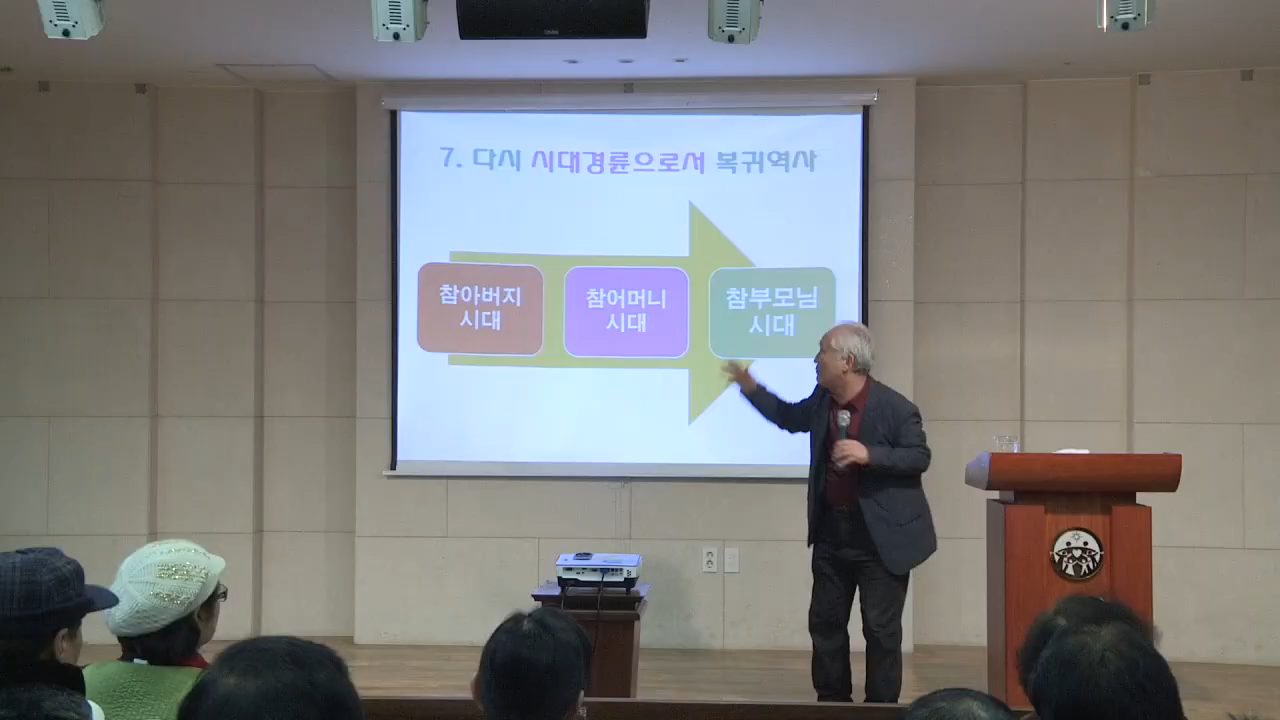 7. 다시 시대경륜으로서 복귀역사
참아버지
시대
참어머니
시대
참부모님
시대